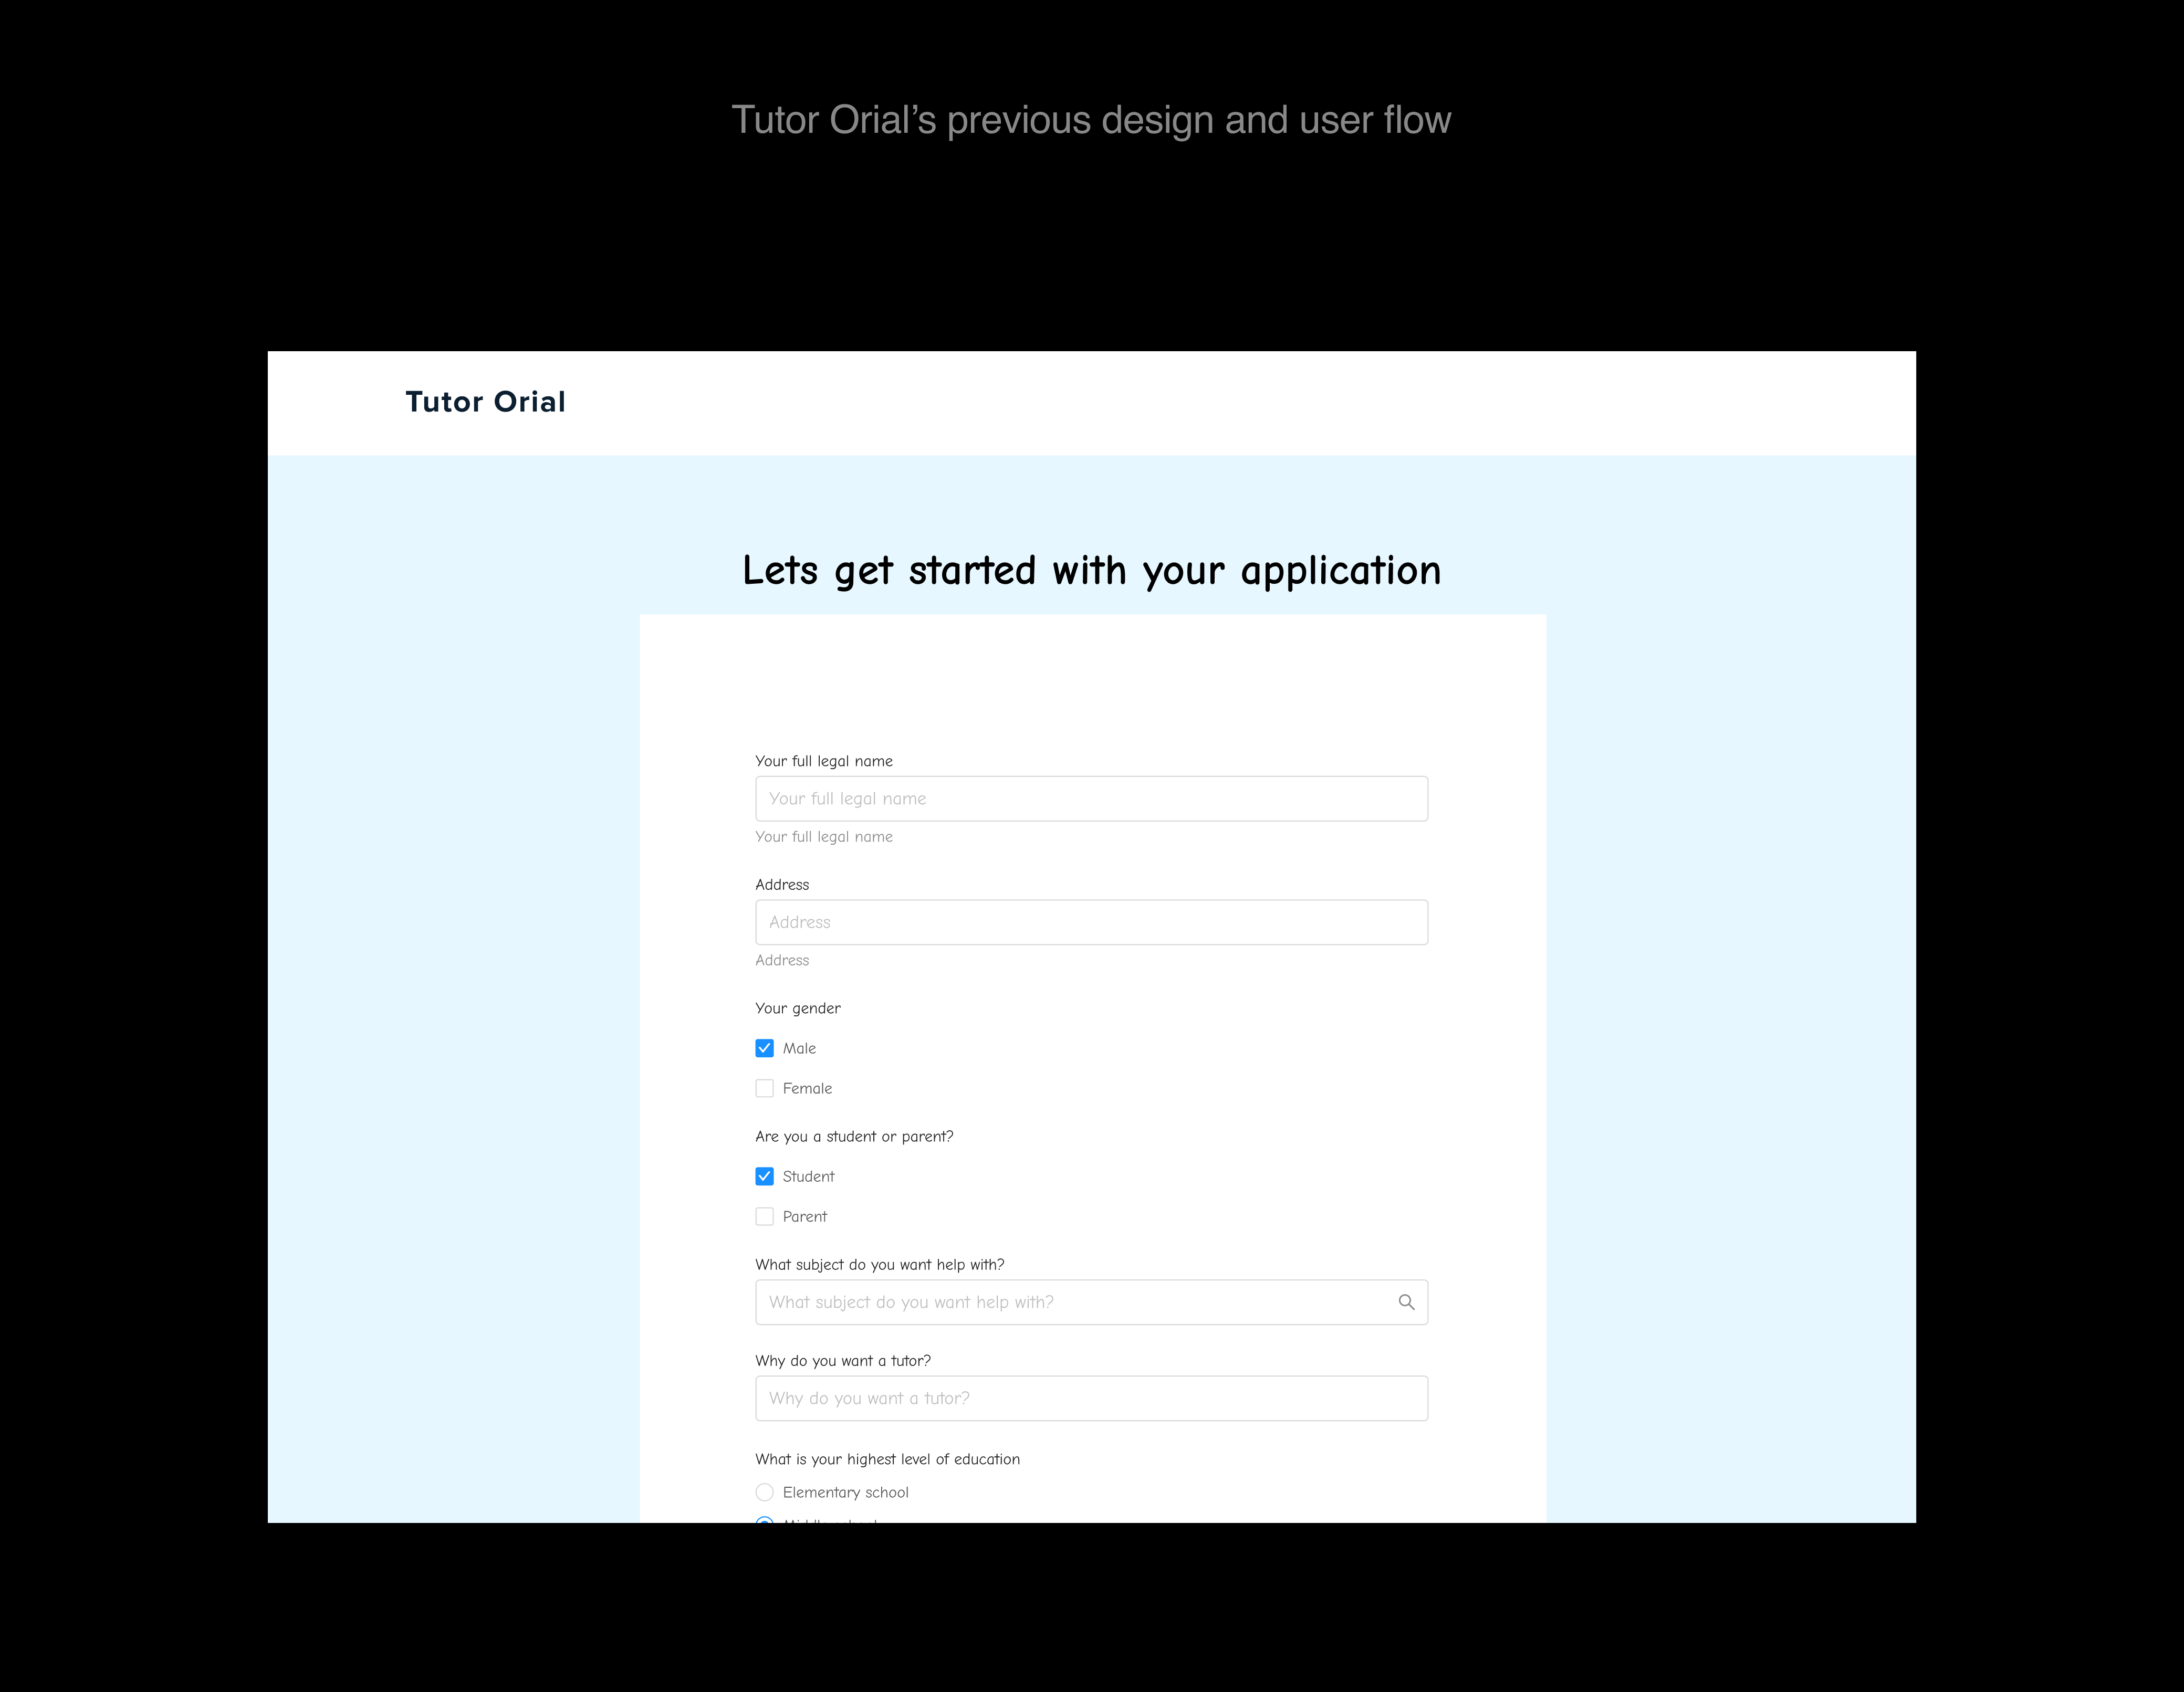 Tutor Orial’s previous design and user flow
Tutor Orial
Lets get started with your application
Your full legal name
Your full legal name
Your full legal name
Address
Address
Address
Your gender
Male
Female
Are you a student or parent?
Student
Parent
What subject do you want help with?
What subject do you want help with?
Why do you want a tutor?
Why do you want a tutor?
What is your highest level of education
Elementary school